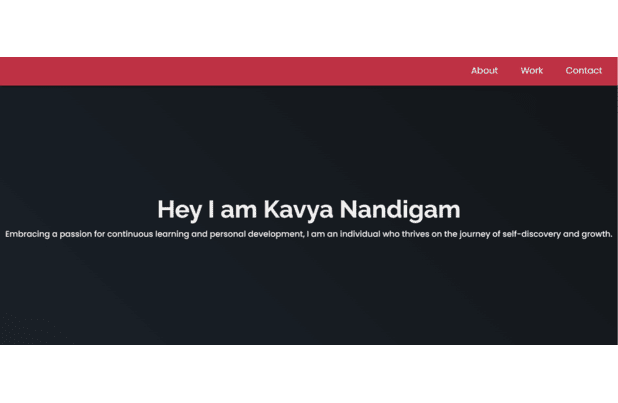 About Work Contact
Hey I am Kavya Nandigam
Embracing a passion for continuous learning and personal development, I am an individual who thrives on the journey of self-discovery and growth.